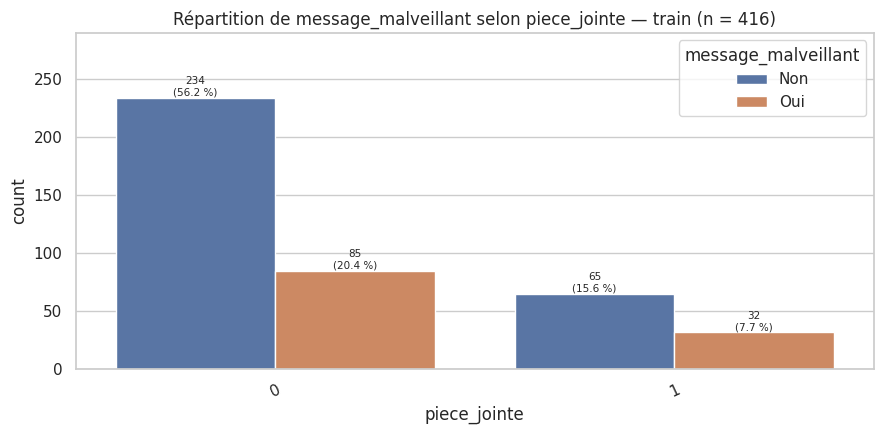 Répartition de message_malveillant selon piece_jointe — train (n = 416)
message_malveillant
Non
Oui
count
250
200
150
100
50
0
234
(56.2 %)
85
(20.4 %)
65
(15.6 %)
32
(7.7 %)
0
1
piece_jointe